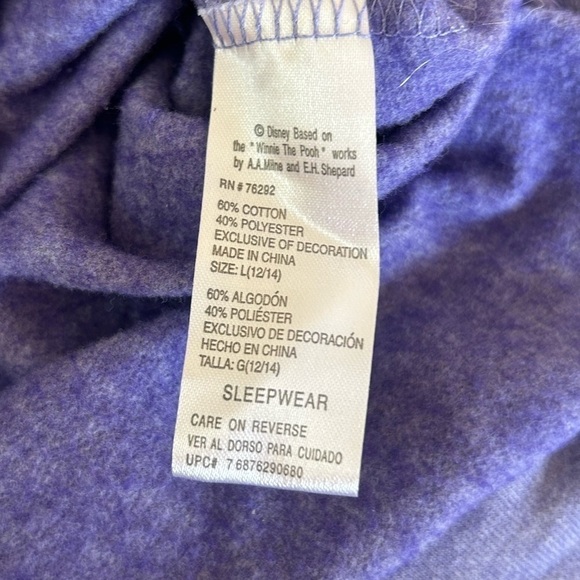 © Disney Based on
the "Winnie The Pooh" works
by A.A.Milne and E.H. Shepard
RN # 76292
60% COTTON
40% POLYESTER
EXCLUSIVE OF DECORATION
MADE IN CHINA
SIZE: L(12/14)
60% ALGODÓN
40% POLIÉSTER
EXCLUSIVO DE DECORACIÓN
HECHO EN CHINA
TALLA: G(12/14)
SLEEPWEAR
CARE ON REVERSE
VER AL DORSO PARA CUIDADO
UPC# 7 6876290680